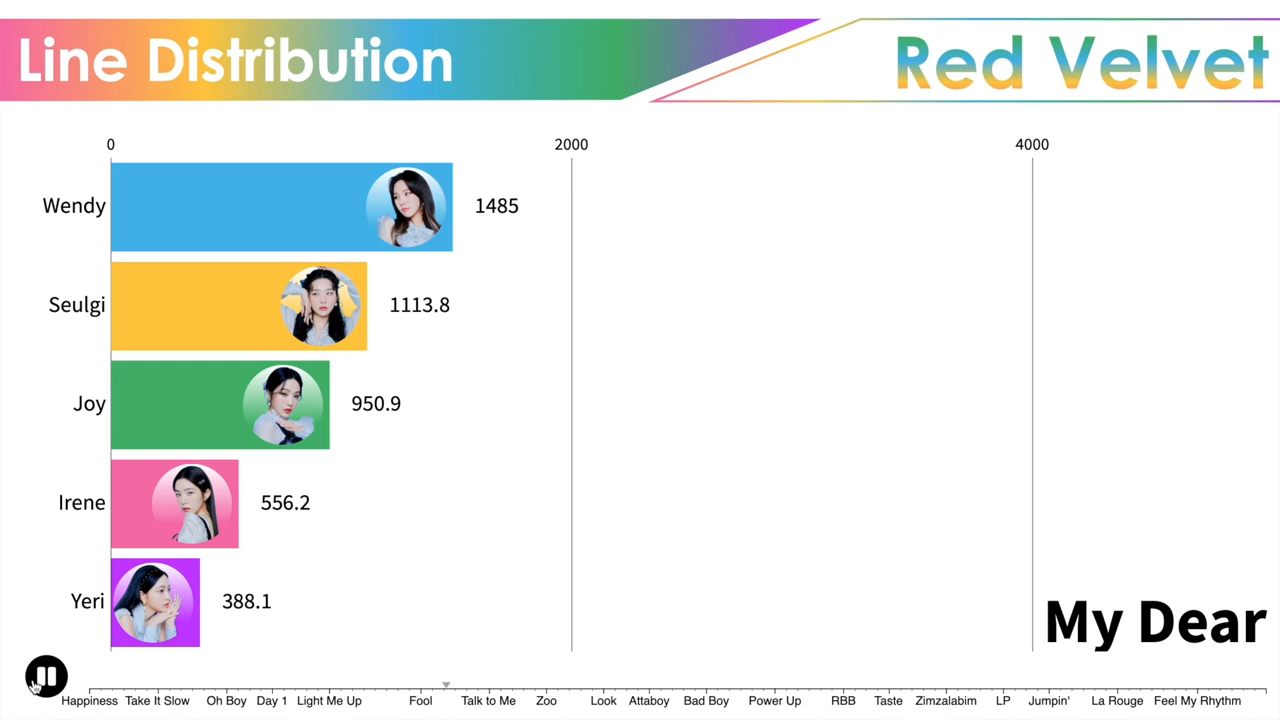 Line Distribution
Red Velvet
0 2000 4000
Wendy 1485
Seulgi 1113.8
Joy 950.9
Irene 556.2
Yeri 388.1
My Dear
Happiness Take It Slow Oh Boy Day 1 Light Me Up Fool Talk to Me Zoo Look Attaboy Bad Boy Power Up RBB Taste Zimzalabim LP Jumpin' La Rouge Feel My Rhythm